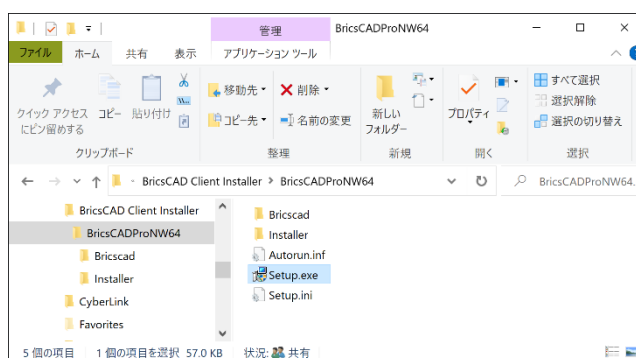 管理
BricsCADProNW64
ファイル
ホーム
共有
表示
アプリケーション ツール
クイック アクセス
にピン留めする
コピー
貼り付け
移動先
コピー先
削除
名前の変更
新しい
フォルダー
プロパティ
すべて選択
選択解除
選択の切り替え
クリップボード
整理
新規
開く
選択
BricsCAD Client Installer > BricsCADProNW64
BricsCADProNW64.
BricsCAD Client Installer
BricsCADProNW64
Bricscad
Installer
CyberLink
Favorites
Bricscad
Installer
Autorun.inf
Setup.exe
Setup.ini
5 個の項目
1 個の項目を選択 57.0 KB
状況: 共有